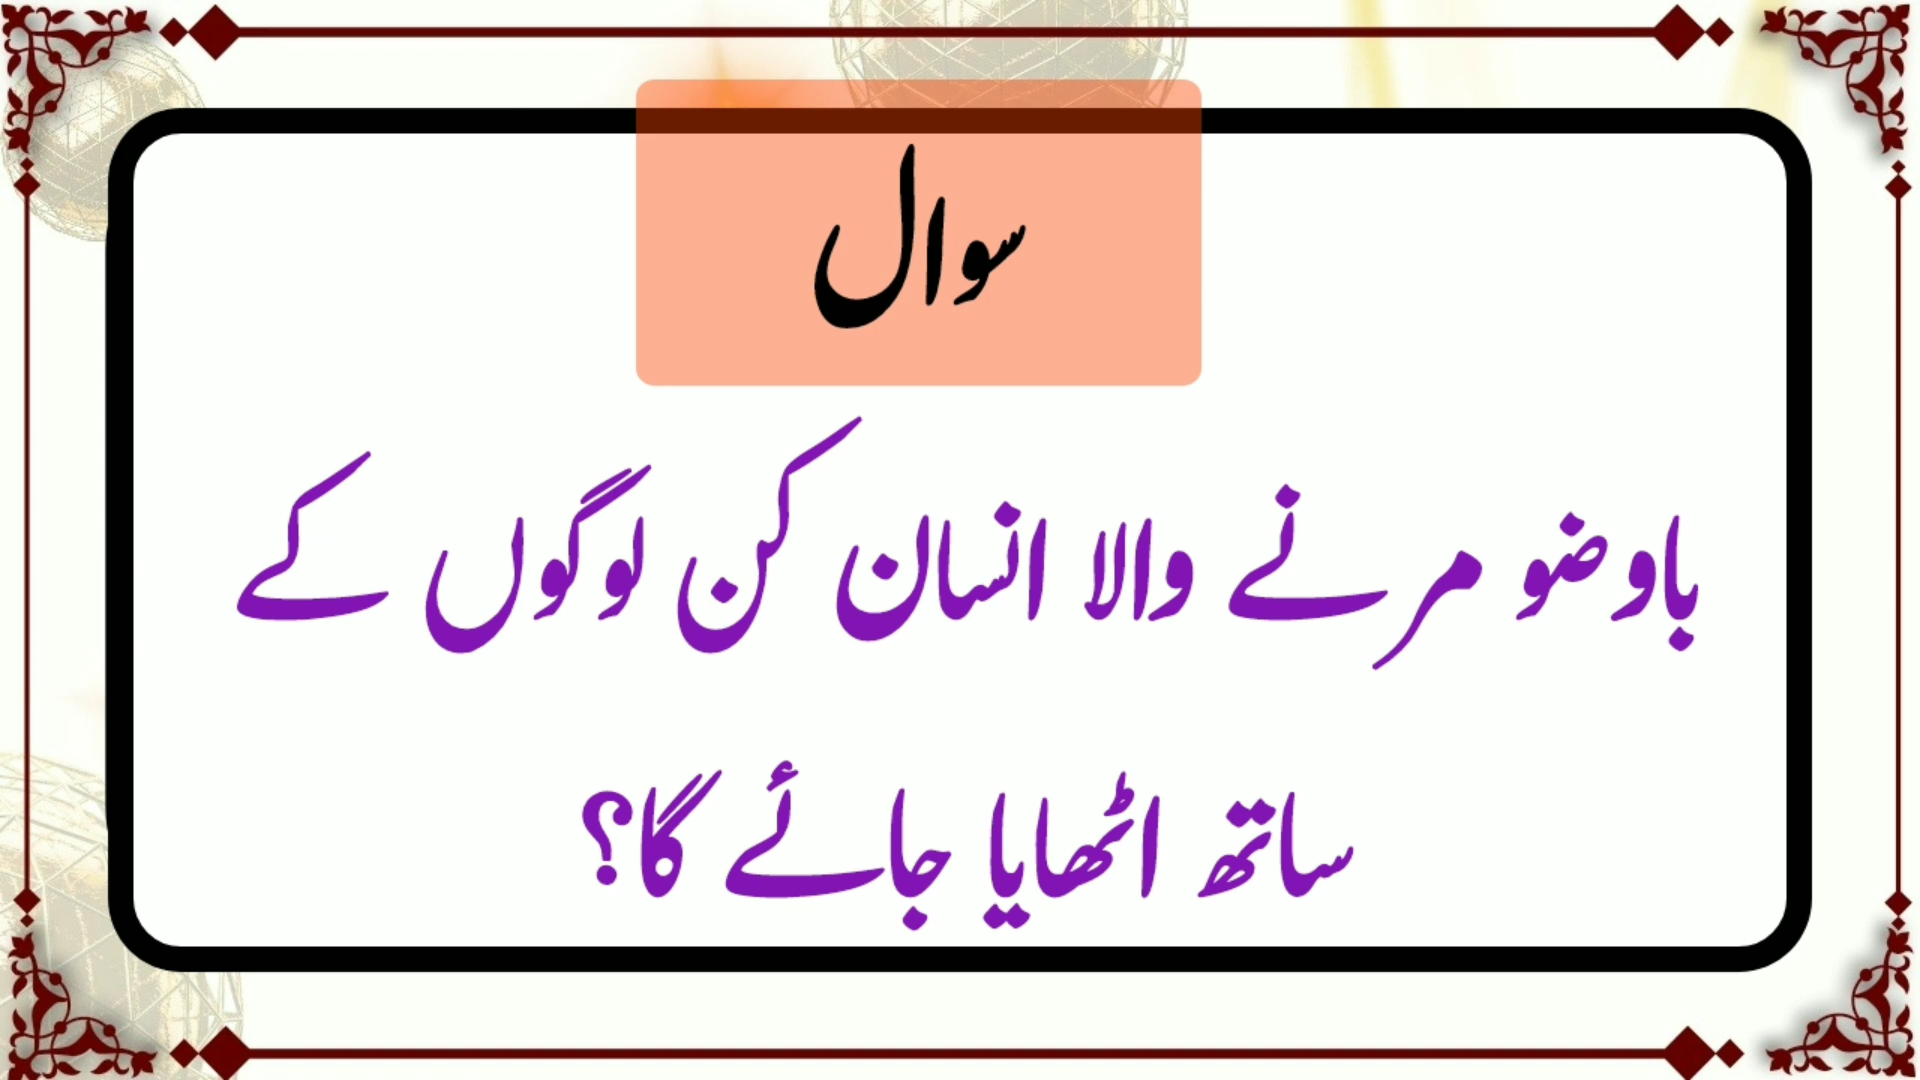 سوال
باوضو مرنے والا انسان کن لوگوں کے
ساتھ اٹھایا جائے گا؟